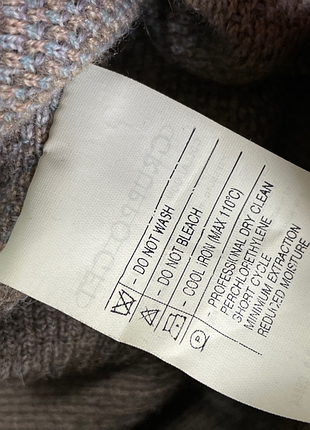 - DO NOT WASH
- DO NOT BLEACH
- COOL IRON (MAX 110°C)
- PROFESSIONAL DRY CLEAN
PERCHLOROETHYLENE
SHORT CYCLE
MINIMUM EXTRACTION
REDUCED MOISTURE